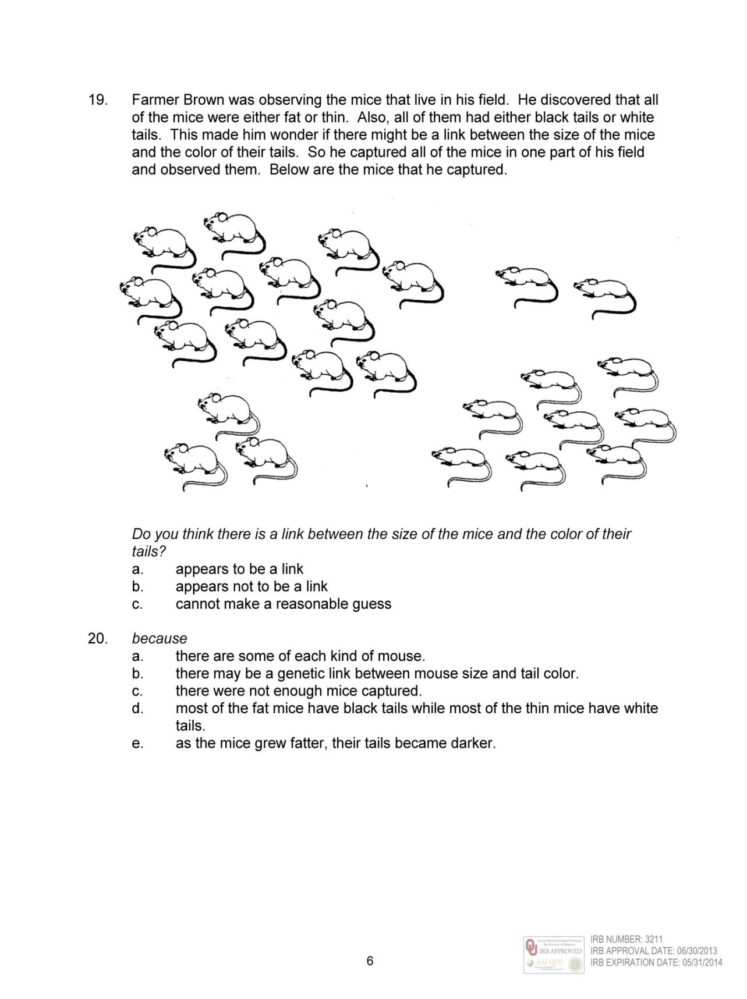 19. Farmer Brown was observing the mice that live in his field. He discovered that all
of the mice were either fat or thin. Also, all of them had either black tails or white
tails. This made him wonder if there might be a link between the size of the mice
and the color of their tails. So he captured all of the mice in one part of his field
and observed them. Below are the mice that he captured.
Do you think there is a link between the size of the mice and the color of their
tails?
a. appears to be a link
b. appears not to be a link
c. cannot make a reasonable guess
20. because
a. there are some of each kind of mouse.
b. there may be a genetic link between mouse size and tail color.
c. there were not enough mice captured.
d. most of the fat mice have black tails while most of the thin mice have white
tails.
e. as the mice grew fatter, their tails became darker.
6
The University of Oklahoma
IRB APPROVED
AAHRPP
IRB NUMBER: 3211
IRB APPROVAL DATE: 06/30/2013
IRB EXPIRATION DATE: 05/31/2014